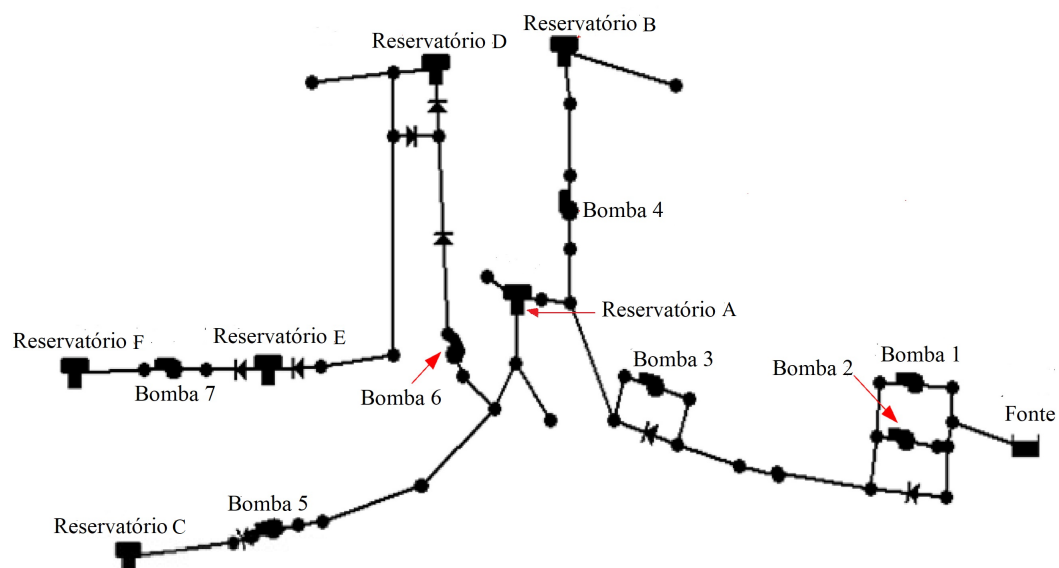 Reservatório B
Reservatório D
Bomba 4
Reservatório A
Reservatório F
Reservatório E
Bomba 3
Bomba 1
Bomba 2
Bomba 7
Bomba 6
Fonte
Bomba 5
Reservatório C